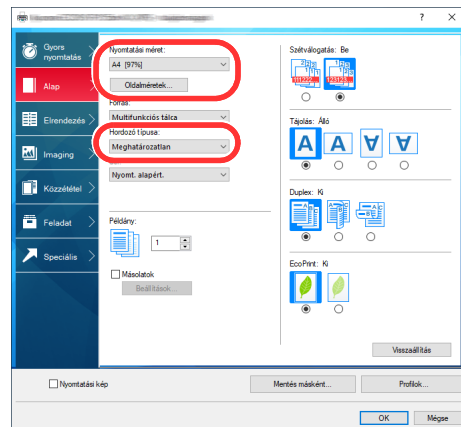 ? ×
Gyors nyomtatás
Alap
Elrendezés
Imaging
Közzététel
Feladat
Speciális
Nyomtatási méret:
A4 [97%]
Oldalméretek...
Forrás:
Multifunkciós tálca
Hordozó típusa:
Meghatározatlan
Nyomt. alapért.
Példány:
1
Másolatok
Beállítások...
Szétválogatás: Be
111222 123123
Tájolás: Álló
A A A A
Duplex: Ki
EcoPrint: Ki
Visszaállítás
Nyomtatási kép
Mentés másként...
Profilok...
OK
Mégse